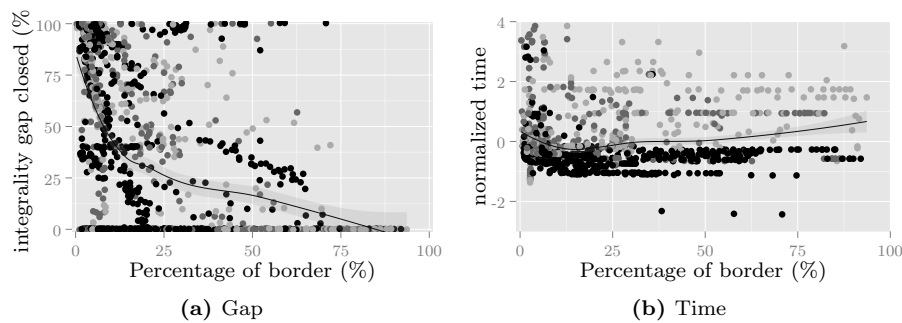 integrality gap closed (%
100
75
50
25
0
0 25 50 75 100
Percentage of border (%)
(a) Gap
normalized time
4
2
0
-2
0 25 50 75 100
Percentage of border (%)
(b) Time